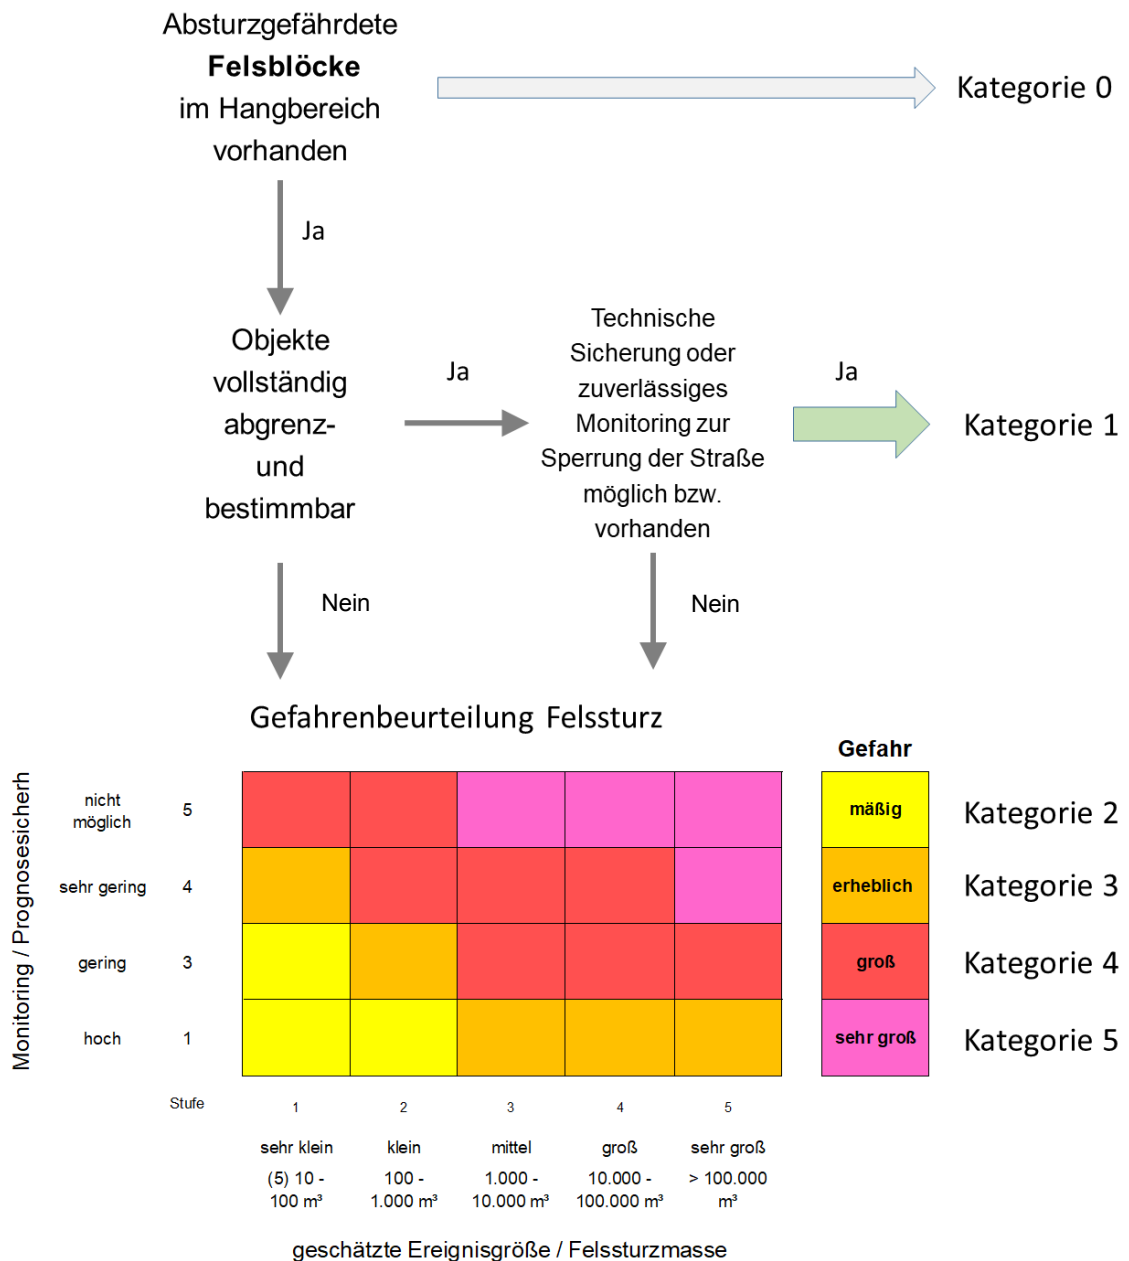 Absturzgefährdete
Felsblöcke
im Hangbereich
vorhanden
Kategorie 0
Ja
Objekte
vollständig
abgrenz-
und
bestimmbar
Ja
Technische
Sicherung oder
zuverlässiges
Monitoring zur
Sperrung der Straße
möglich bzw.
vorhanden
Ja
Kategorie 1
Nein
Nein
Gefahrenbeurteilung Felssturz
Gefahr
Monitoring / Prognosesicherh
nicht
möglich
5
mäßig
Kategorie 2
sehr gering
4
erheblich
Kategorie 3
gering
3
groß
Kategorie 4
hoch
1
sehr groß
Kategorie 5
Stufe
1
2
3
4
5
sehr klein
klein
mittel
groß
sehr groß
(5) 10 -
100 m³
100 -
1.000 m³
1.000 -
10.000 m³
10.000 -
100.000 m³
> 100.000
m³
geschätzte Ereignisgröße / Felssturzmasse